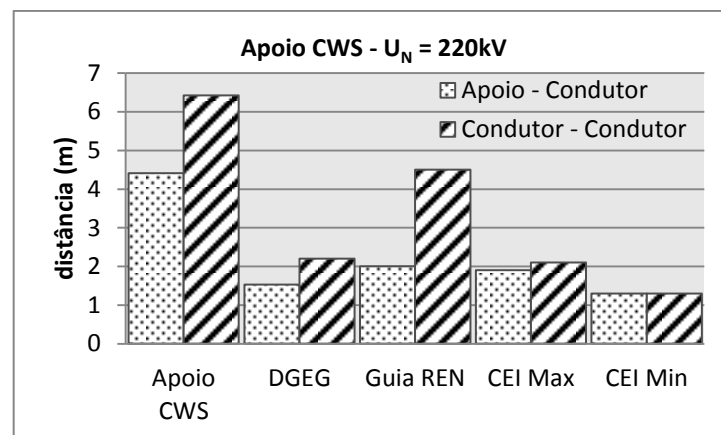 Apoio CWS - U_N = 220kV
Apoio - Condutor
Condutor - Condutor
distância (m)
7
6
5
4
3
2
1
0
Apoio CWS
DGEG
Guia REN
CEI Max
CEI Min